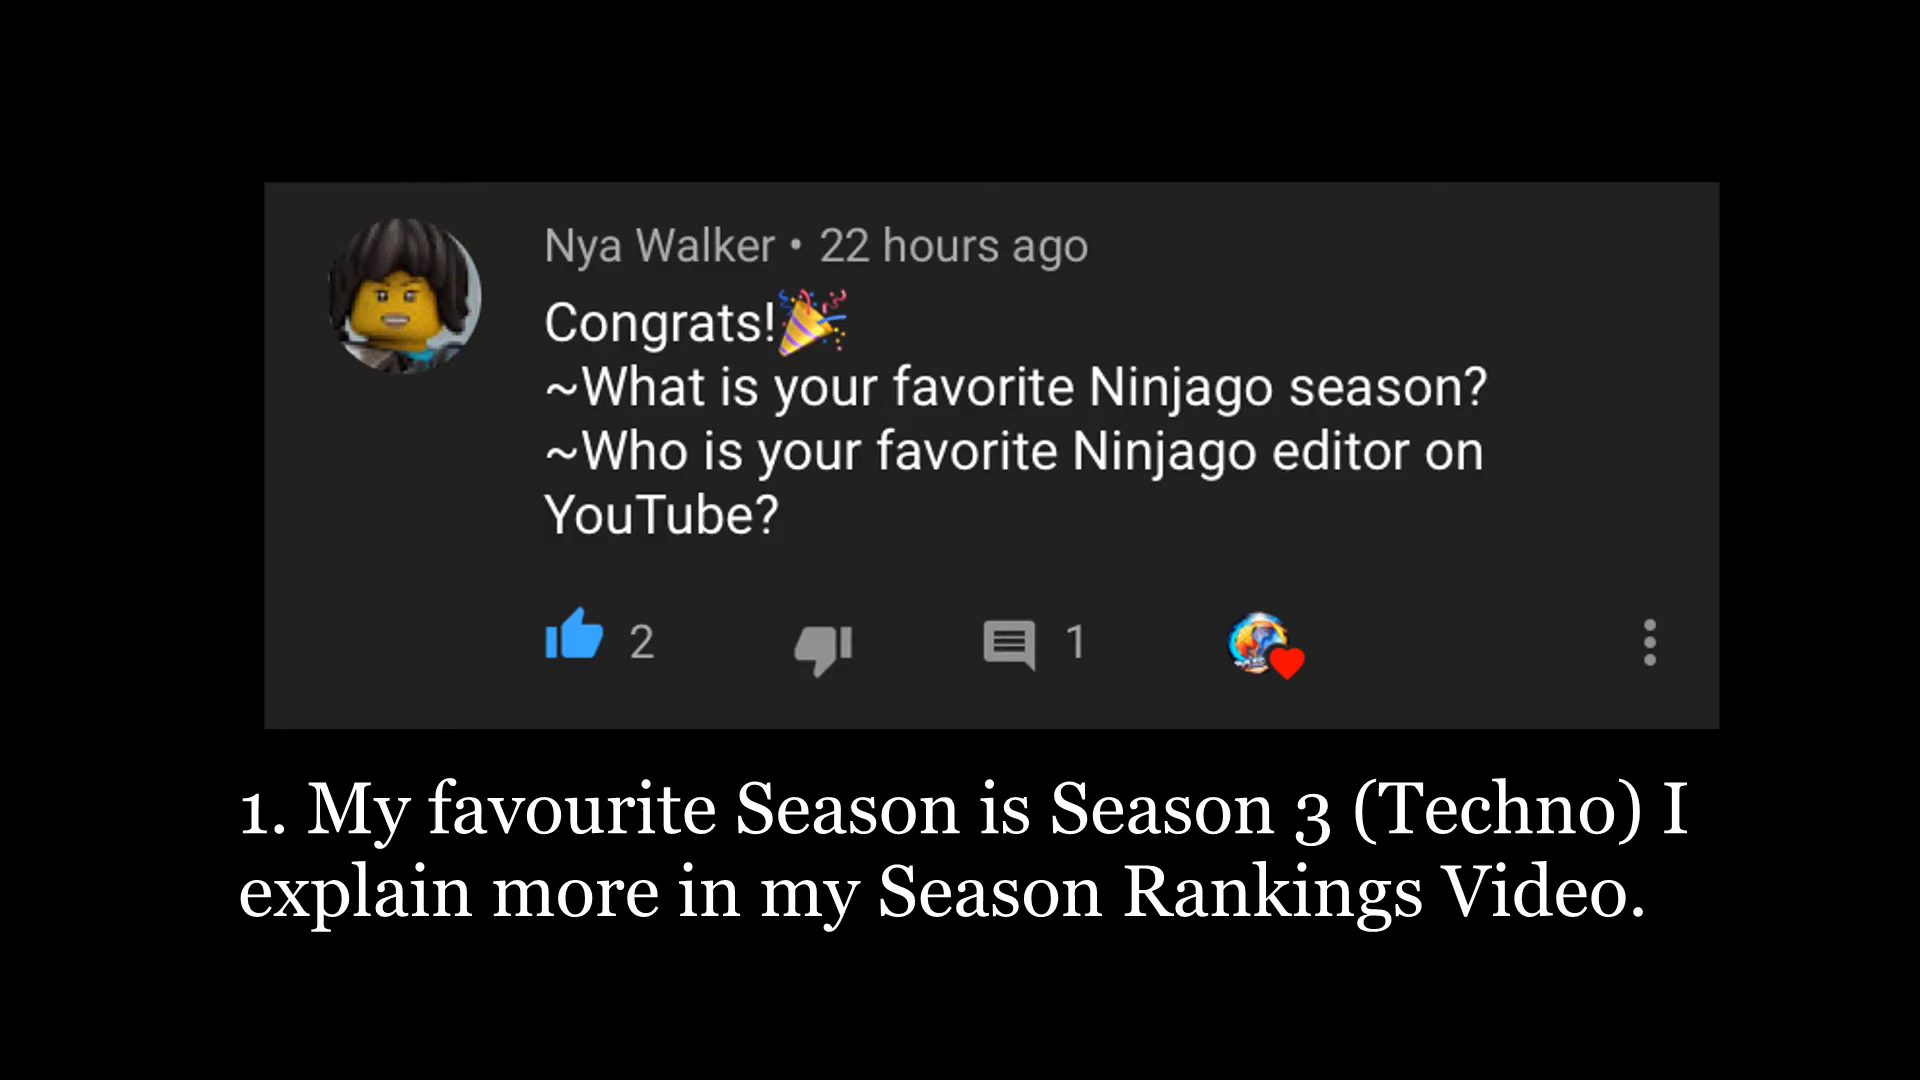 Nya Walker • 22 hours ago
Congrats!🎉
~What is your favorite Ninjago season?
~Who is your favorite Ninjago editor on
YouTube?
2 1
1. My favourite Season is Season 3 (Techno) I
explain more in my Season Rankings Video.